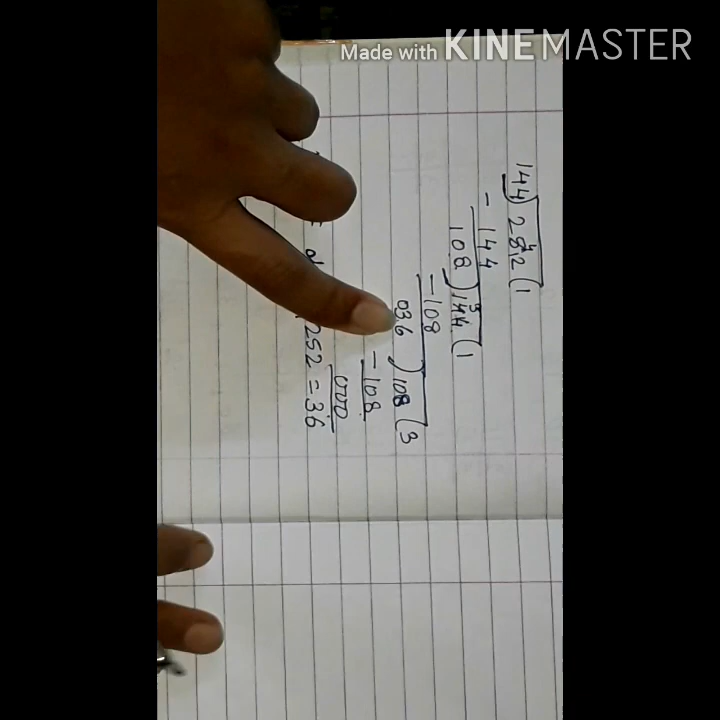 Made with KINEMASTER
144) 252 (1
- 144
108 ) 144 (1
- 108
036 ) 108 (3
- 108
000
252 = 36